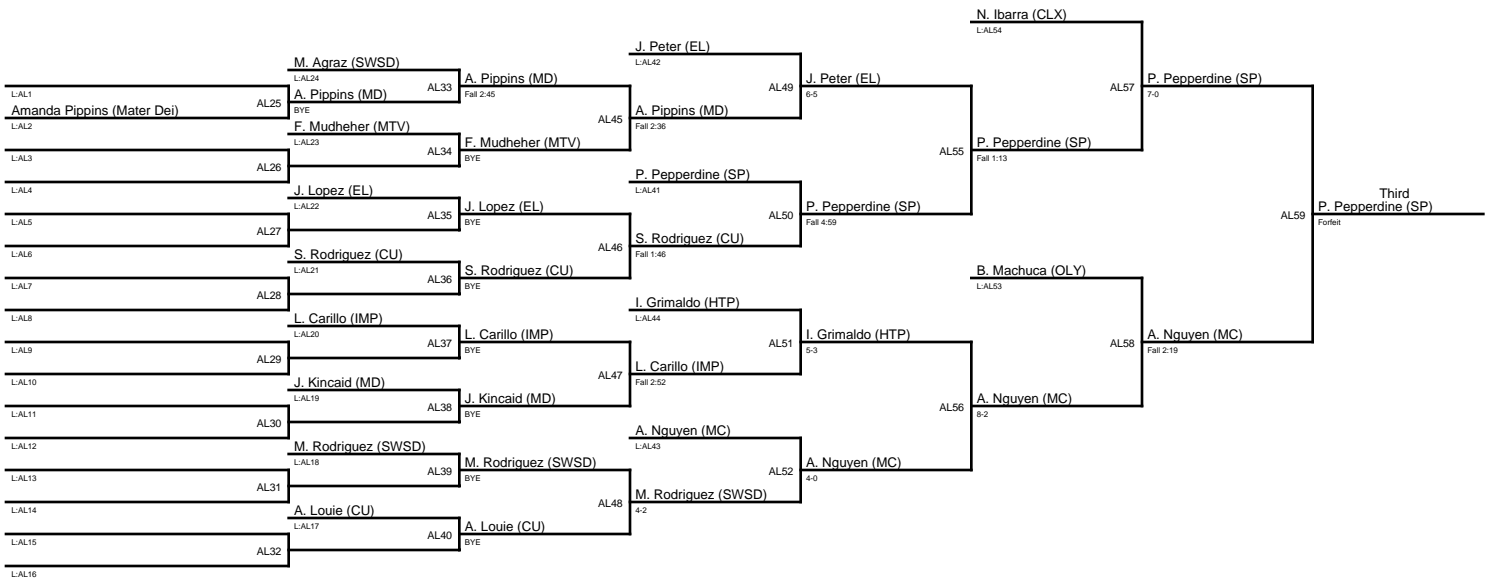 N. Ibarra (CLX)
L:AL54
J. Peter (EL)
L:AL42
M. Agraz (SWSD)
L:AL24
AL33
A. Pippins (MD)
Fall 2:45
AL49
J. Peter (EL)
6-5
AL57
P. Pepperdine (SP)
7-0
L:AL1
AL25
A. Pippins (MD)
BYE
Amanda Pippins (Mater Dei)
L:AL2
AL45
A. Pippins (MD)
Fall 2:36
F. Mudheher (MTV)
L:AL23
L:AL3
AL26
AL34
F. Mudheher (MTV)
BYE
AL55
P. Pepperdine (SP)
Fall 1:13
L:AL4
P. Pepperdine (SP)
L:AL41
J. Lopez (EL)
L:AL22
L:AL5
AL27
AL35
J. Lopez (EL)
BYE
AL50
P. Pepperdine (SP)
Fall 4:59
AL59
Third
P. Pepperdine (SP)
Forfeit
L:AL6
AL46
S. Rodriguez (CU)
Fall 1:46
S. Rodriguez (CU)
L:AL21
L:AL7
AL28
AL36
S. Rodriguez (CU)
BYE
B. Machuca (OLY)
L:AL53
L:AL8
I. Grimaldo (HTP)
L:AL44
L. Carillo (IMP)
L:AL20
L:AL9
AL29
AL37
L. Carillo (IMP)
BYE
AL51
I. Grimaldo (HTP)
5-3
AL58
A. Nguyen (MC)
Fall 2:19
L:AL10
AL47
L. Carillo (IMP)
Fall 2:52
J. Kincaid (MD)
L:AL19
L:AL11
AL30
AL38
J. Kincaid (MD)
BYE
AL56
A. Nguyen (MC)
8-2
L:AL12
A. Nguyen (MC)
L:AL43
M. Rodriguez (SWSD)
L:AL18
L:AL13
AL31
AL39
M. Rodriguez (SWSD)
BYE
AL52
A. Nguyen (MC)
4-0
L:AL14
AL48
M. Rodriguez (SWSD)
4-2
A. Louie (CU)
L:AL17
L:AL15
AL32
AL40
A. Louie (CU)
BYE
L:AL16